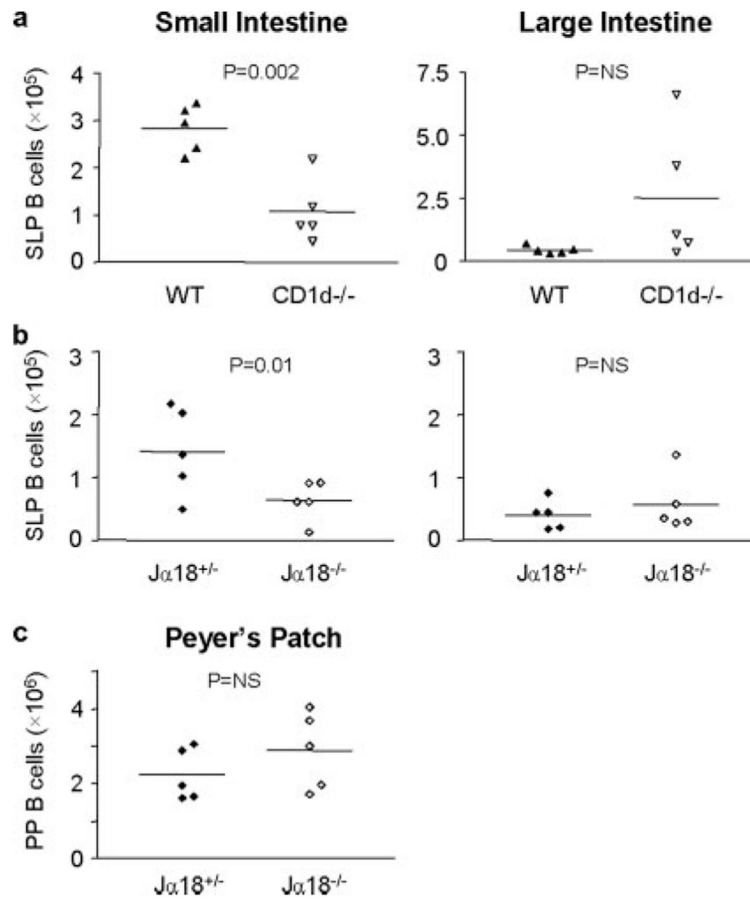 a
Small Intestine
Large Intestine
SLP B cells (×10⁵)
P=0.002
4
3
2
1
0
WT
CD1d-/-
P=NS
7.5
5.0
2.5
0
WT
CD1d-/-
b
SLP B cells (×10⁵)
P=0.01
3
2
1
0
Jα18⁺/⁻
Jα18⁻/⁻
P=NS
3
2
1
0
Jα18⁺/⁻
Jα18⁻/⁻
c
Peyer's Patch
PP B cells (×10⁶)
P=NS
4
2
0
Jα18⁺/⁻
Jα18⁻/⁻